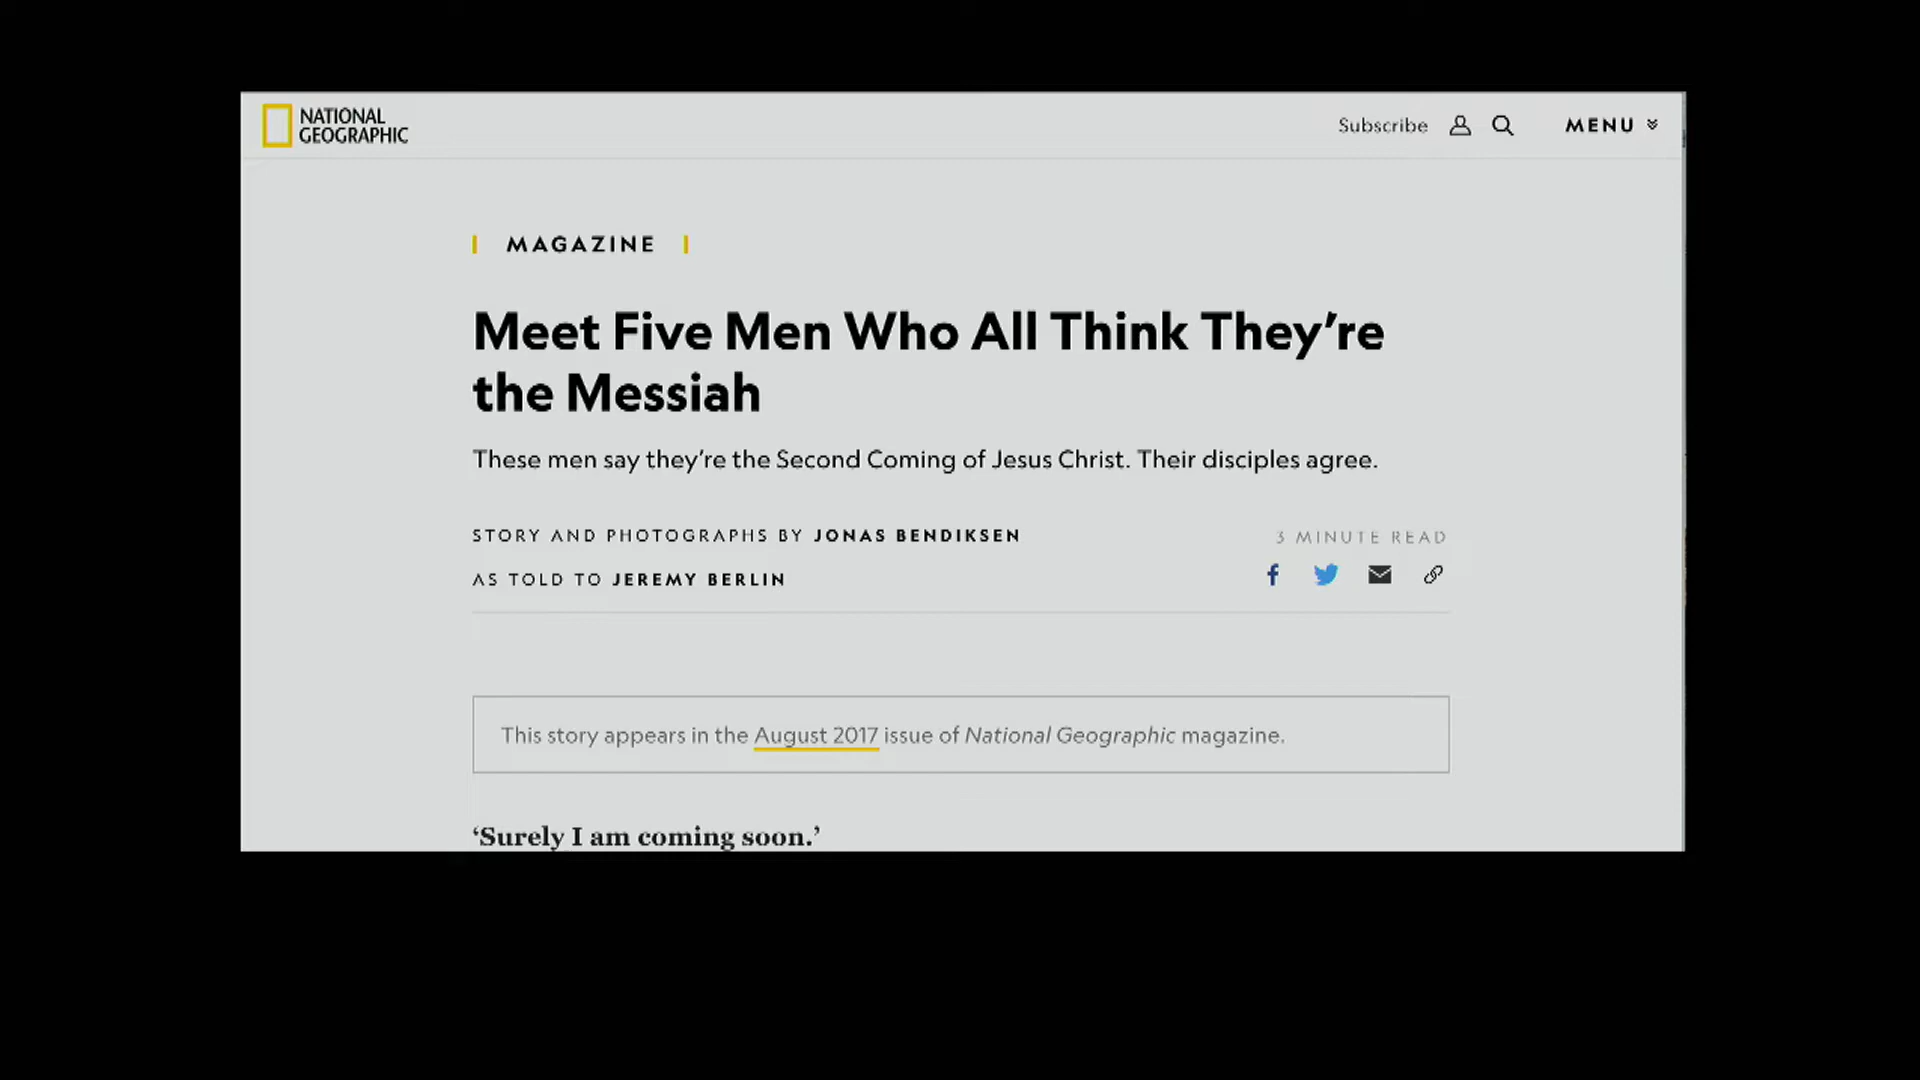 NATIONAL
GEOGRAPHIC
Subscribe
MENU
MAGAZINE
Meet Five Men Who All Think They’re
the Messiah
These men say they’re the Second Coming of Jesus Christ. Their disciples agree.
STORY AND PHOTOGRAPHS BY JONAS BENDIKSEN
3 MINUTE READ
AS TOLD TO JEREMY BERLIN
This story appears in the August 2017 issue of National Geographic magazine.
‘Surely I am coming soon.’